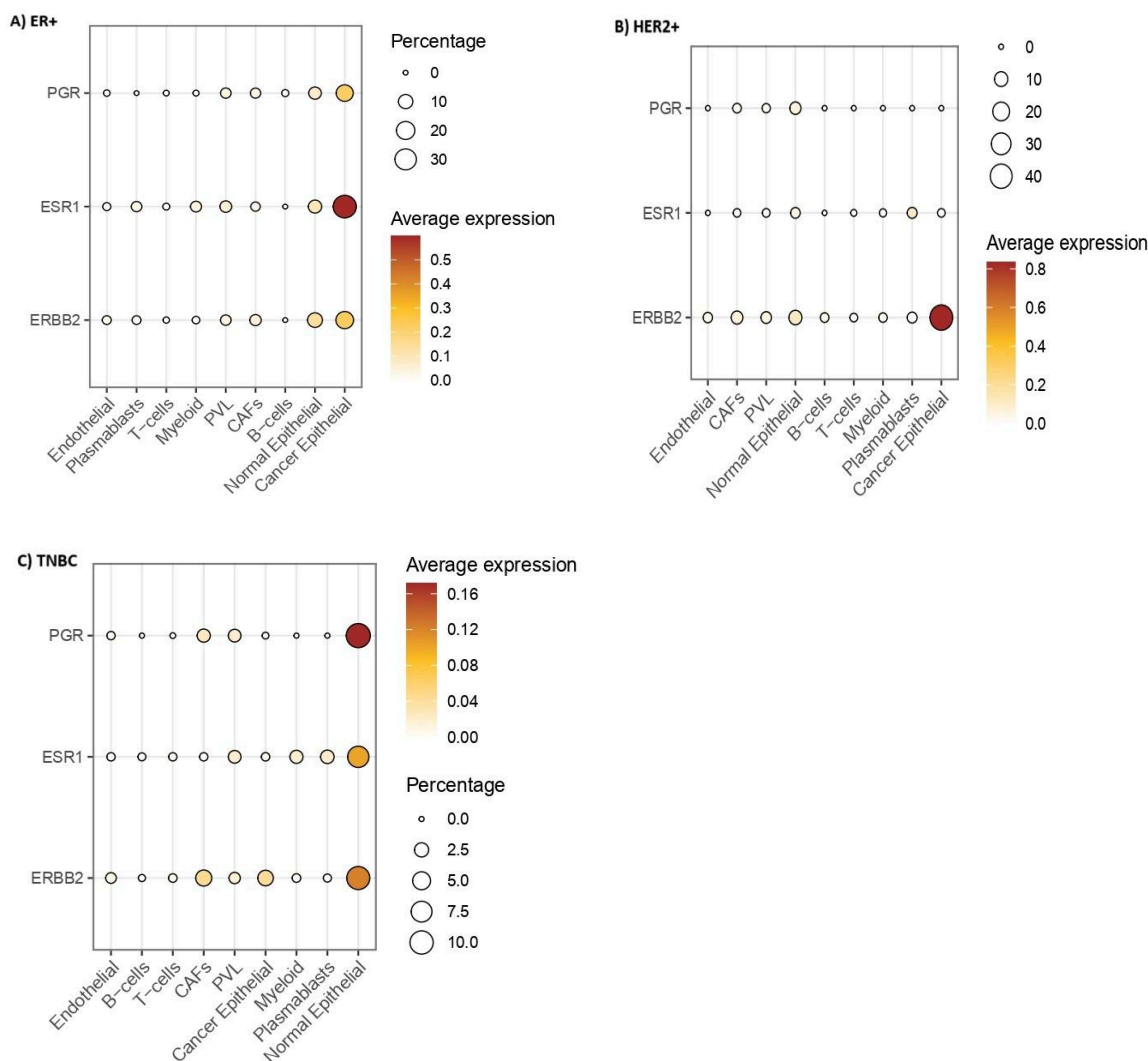 A) ER+
PGR
ESR1
ERBB2
Endothelial
Plasmablasts
T-cells
Myeloid
PVL
CAFs
B-cells
Normal Epithelial
Cancer Epithelial
Percentage
0
10
20
30
Average expression
0.5
0.4
0.3
0.2
0.1
0.0
B) HER2+
PGR
ESR1
ERBB2
Endothelial
CAFs
PVL
Normal Epithelial
B-cells
T-cells
Myeloid
Plasmablasts
Cancer Epithelial
0
10
20
30
40
Average expression
0.8
0.6
0.4
0.2
0.0
C) TNBC
PGR
ESR1
ERBB2
Endothelial
B-cells
T-cells
CAFs
PVL
Cancer Epithelial
Myeloid
Plasmablasts
Normal Epithelial
Average expression
0.16
0.12
0.08
0.04
0.00
Percentage
0.0
2.5
5.0
7.5
10.0